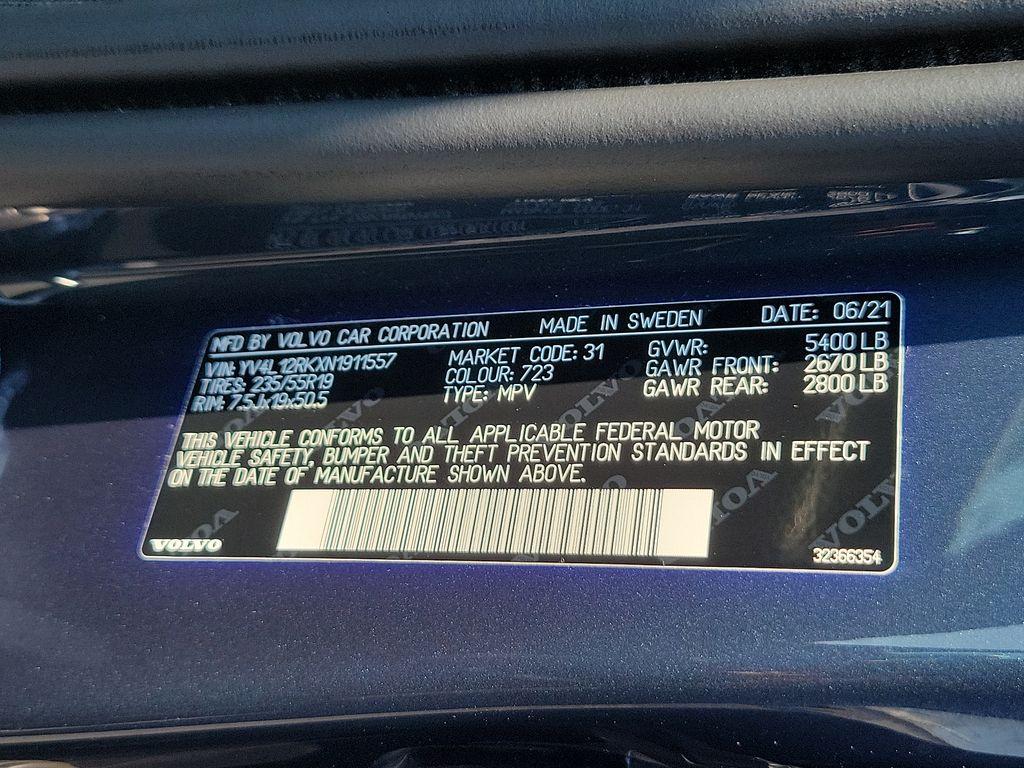 MFD BY VOLVO CAR CORPORATION MADE IN SWEDEN DATE: 06/21
VIN: YV4L12RKXN1911557 MARKET CODE: 31 GVWR: 5400 LB
TIRES: 235/55R19 COLOUR: 723 GAWR FRONT: 2670 LB
RIM: 7.5Jx19x50.5 TYPE: MPV GAWR REAR: 2800 LB
THIS VEHICLE CONFORMS TO ALL APPLICABLE FEDERAL MOTOR
VEHICLE SAFETY, BUMPER AND THEFT PREVENTION STANDARDS IN EFFECT
ON THE DATE OF MANUFACTURE SHOWN ABOVE.
VOLVO 32366354